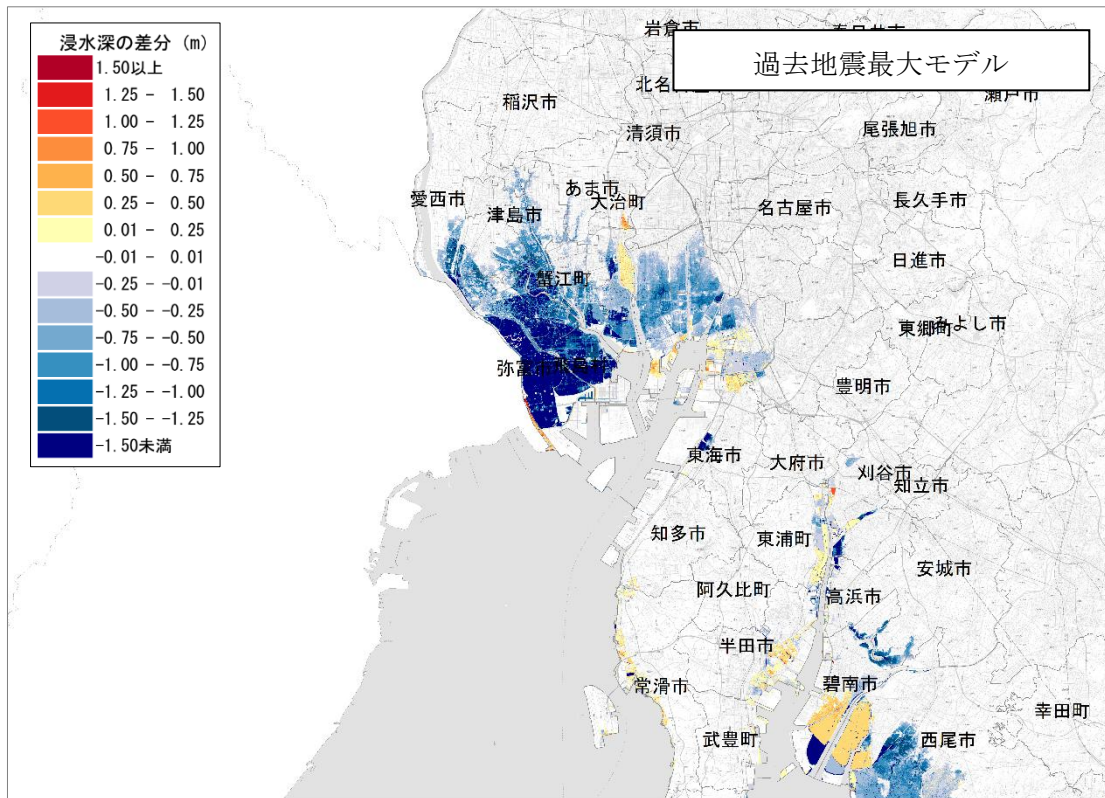 浸水深の差分 (m)
1.50以上
1.25 - 1.50
1.00 - 1.25
0.75 - 1.00
0.50 - 0.75
0.25 - 0.50
0.01 - 0.25
-0.01 - 0.01
-0.25 - -0.01
-0.50 - -0.25
-0.75 - -0.50
-1.00 - -0.75
-1.25 - -1.00
-1.50 - -1.25
-1.50未満
過去地震最大モデル
岩倉市
稲沢市
清須市
尾張旭市
瀬戸市
愛西市
津島市
あま市
大治町
名古屋市
長久手市
日進市
蟹江町
東郷町
みよし市
弥富市
飛島村
豊明市
東海市
大府市
刈谷市
知立市
知多市
東浦町
安城市
阿久比町
高浜市
半田市
常滑市
碧南市
幸田町
武豊町
西尾市